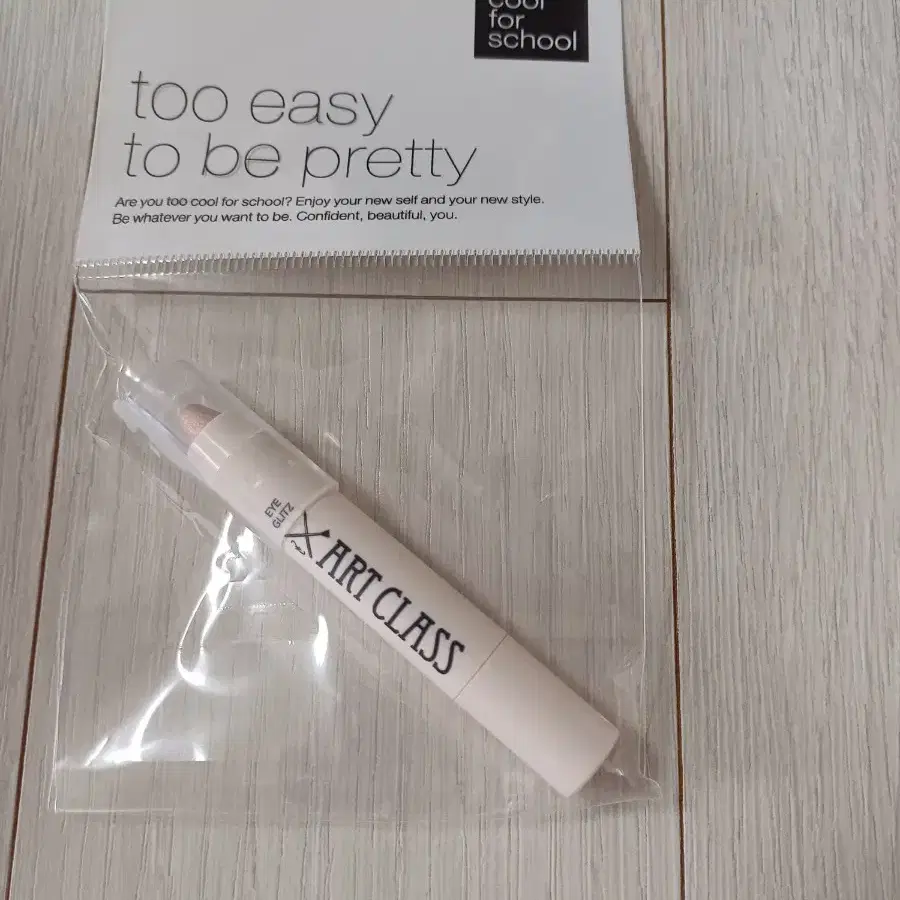 cool
for
school
too easy
to be pretty
Are you too cool for school? Enjoy your new self and your new style.
Be whatever you want to be. Confident, beautiful, you.
EYE
GLITZ
ART CLASS